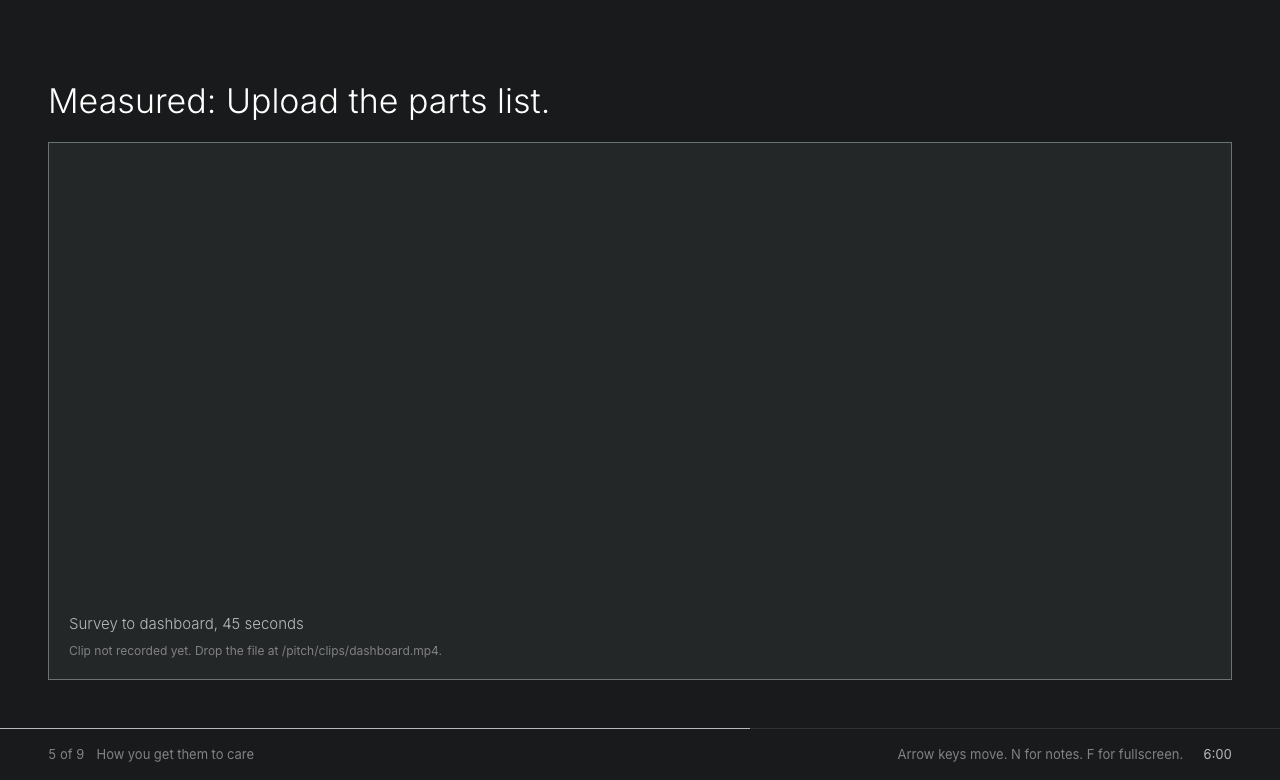 Measured: Upload the parts list.
Survey to dashboard, 45 seconds
Clip not recorded yet. Drop the file at /pitch/clips/dashboard.mp4.
5 of 9 How you get them to care
Arrow keys move. N for notes. F for fullscreen. 6:00